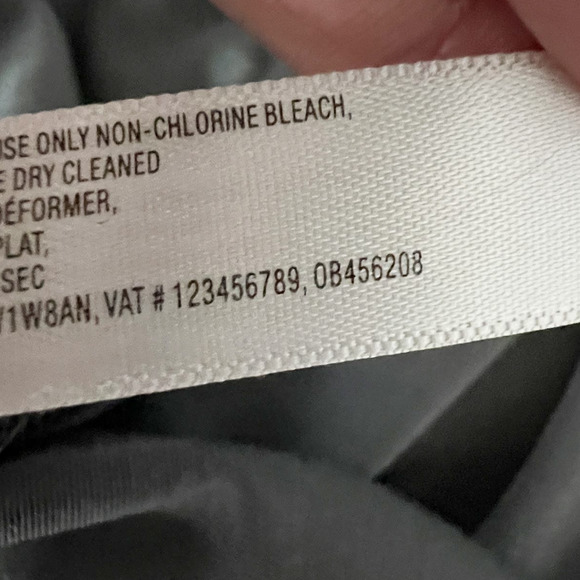 USE ONLY NON-CHLORINE BLEACH,
DRY CLEANED
DÉFORMER,
PLAT,
SEC
1W8AN, VAT # 123456789, 0B456208